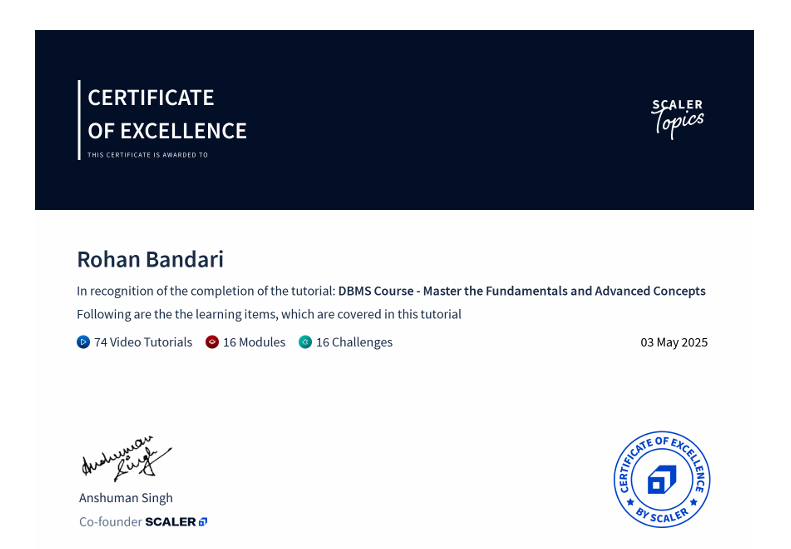 CERTIFICATE
OF EXCELLENCE
THIS CERTIFICATE IS AWARDED TO
SCALER
Topics
Rohan Bandari
In recognition of the completion of the tutorial: DBMS Course - Master the Fundamentals and Advanced Concepts
Following are the the learning items, which are covered in this tutorial
74 Video Tutorials 16 Modules 16 Challenges
03 May 2025
Anshuman
Singh
Anshuman Singh
Co-founder SCALER
CERTIFICATE OF EXCELLENCE
BY SCALER